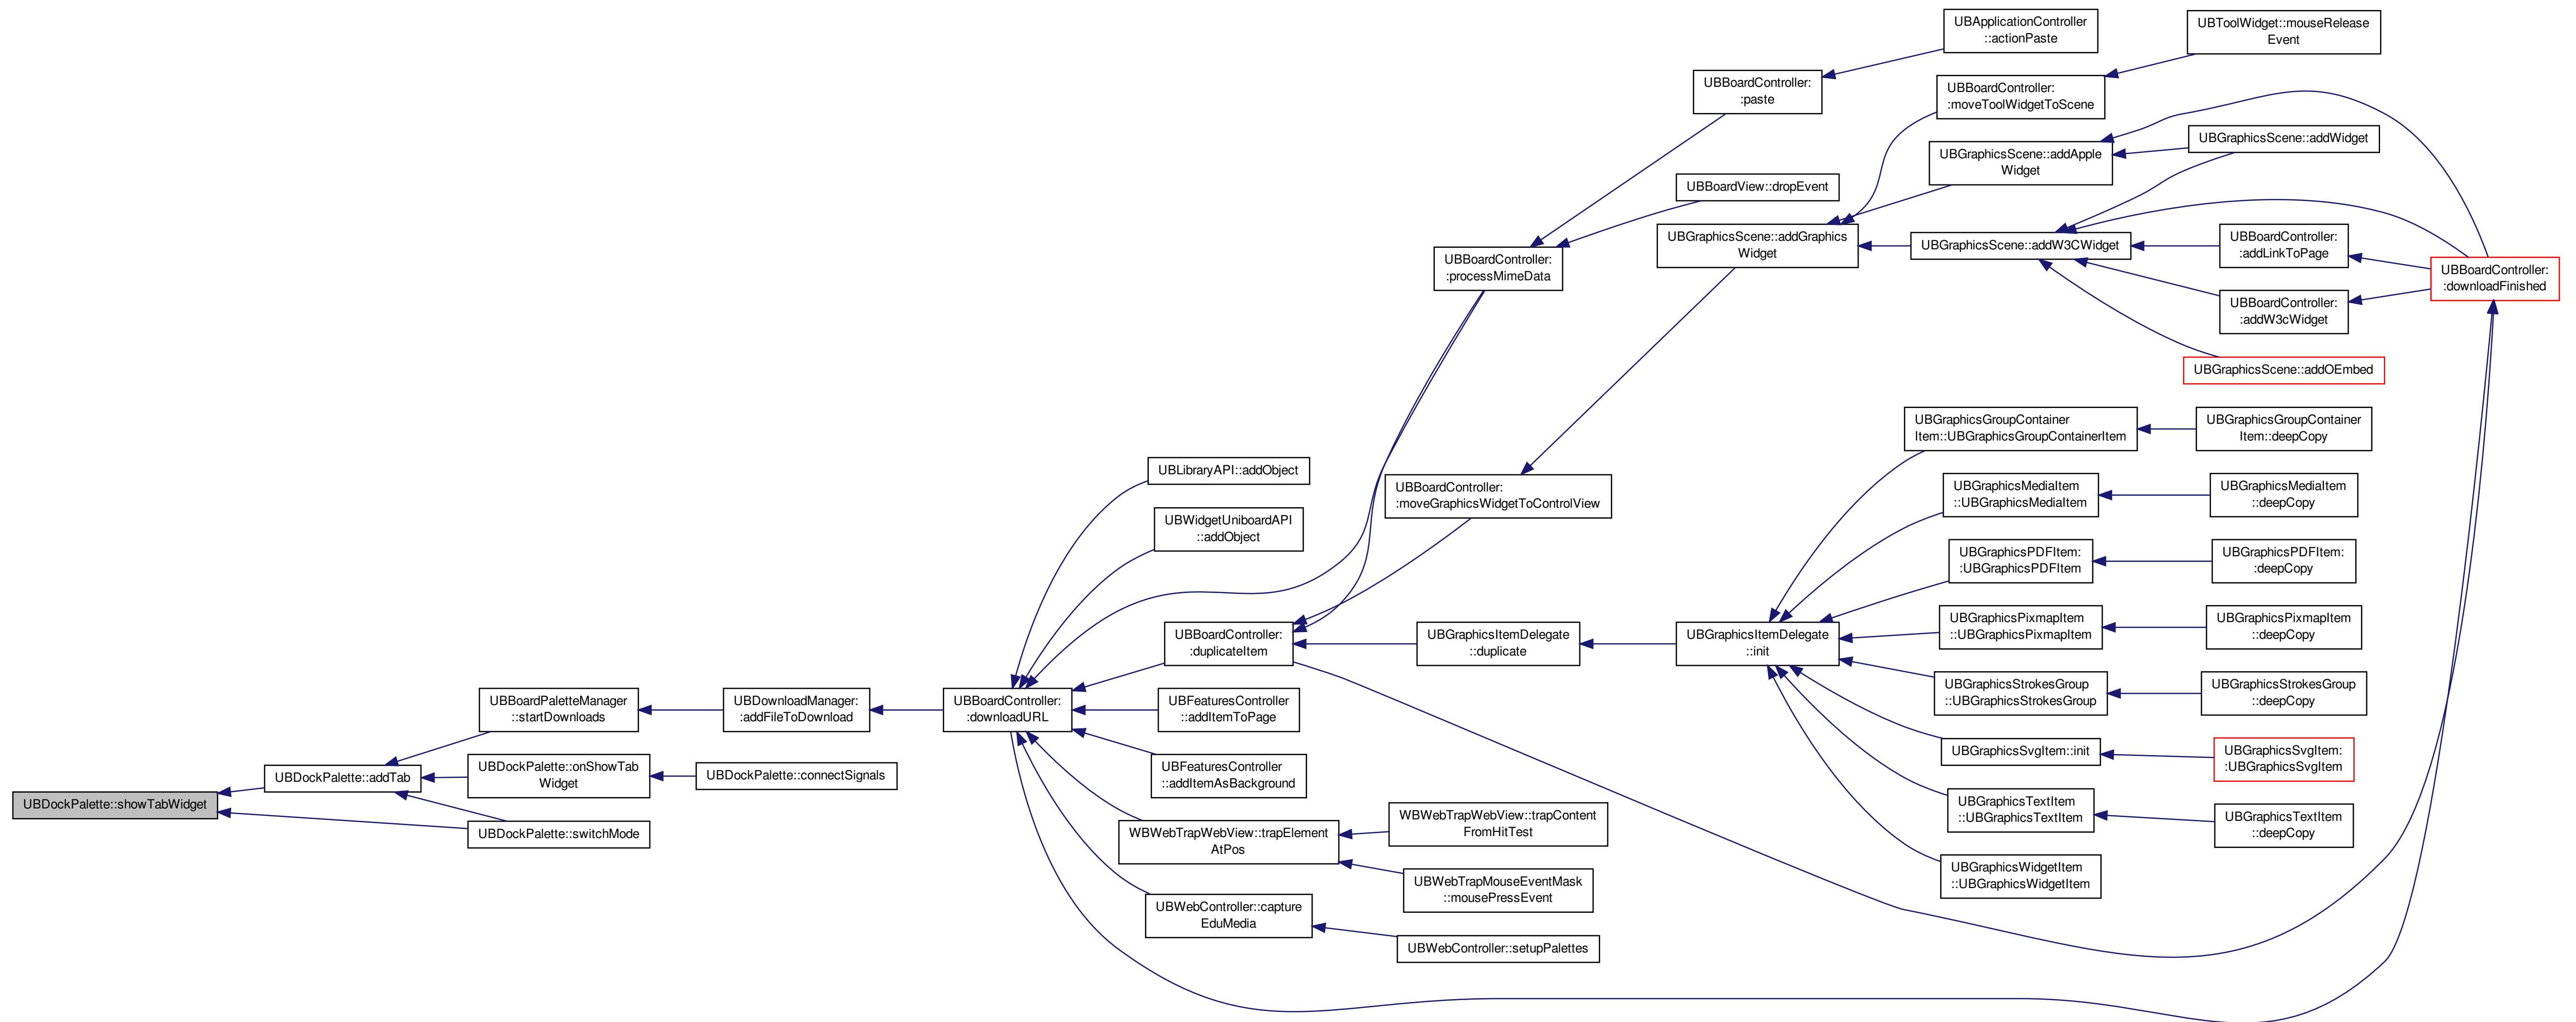 UBDockPalette::showTabWidget
UBDockPalette::addTab
UBBoardPaletteManager
::startDownloads
UBDockPalette::onShowTab
Widget
UBDockPalette::switchMode
UBDownloadManager:
:addFileToDownload
UBDockPalette::connectSignals
UBBoardController:
:downloadURL
UBLibraryAPI::addObject
UBWidgetUniboardAPI
::addObject
UBBoardController:
:duplicateItem
UBFeaturesController
::addItemToPage
UBFeaturesController
::addItemAsBackground
WBWebTrapWebView::trapElement
AtPos
UBWebController::capture
EduMedia
UBBoardController:
:processMimeData
UBBoardController:
:moveGraphicsWidgetToControlView
UBGraphicsItemDelegate
::duplicate
WBWebTrapWebView::trapContent
FromHitTest
UBWebTrapMouseEventMask
::mousePressEvent
UBWebController::setupPalettes
UBBoardController:
:paste
UBBoardView::dropEvent
UBGraphicsScene::addGraphics
Widget
UBGraphicsItemDelegate
::init
UBApplicationController
::actionPaste
UBBoardController:
:moveToolWidgetToScene
UBGraphicsScene::addApple
Widget
UBGraphicsScene::addW3CWidget
UBGraphicsGroupContainer
Item::UBGraphicsGroupContainerItem
UBGraphicsMediaItem
::UBGraphicsMediaItem
UBGraphicsPDFItem:
:UBGraphicsPDFItem
UBGraphicsPixmapItem
::UBGraphicsPixmapItem
UBGraphicsStrokesGroup
::UBGraphicsStrokesGroup
UBGraphicsSvgItem::init
UBGraphicsTextItem
::UBGraphicsTextItem
UBGraphicsWidgetItem
::UBGraphicsWidgetItem
UBToolWidget::mouseRelease
Event
UBGraphicsScene::addWidget
UBBoardController:
:addLinkToPage
UBBoardController:
:addW3cWidget
UBGraphicsScene::addOEmbed
UBGraphicsGroupContainer
Item::deepCopy
UBGraphicsMediaItem
::deepCopy
UBGraphicsPDFItem:
:deepCopy
UBGraphicsPixmapItem
::deepCopy
UBGraphicsStrokesGroup
::deepCopy
UBGraphicsSvgItem:
:UBGraphicsSvgItem
UBGraphicsTextItem
::deepCopy
UBBoardController:
:downloadFinished